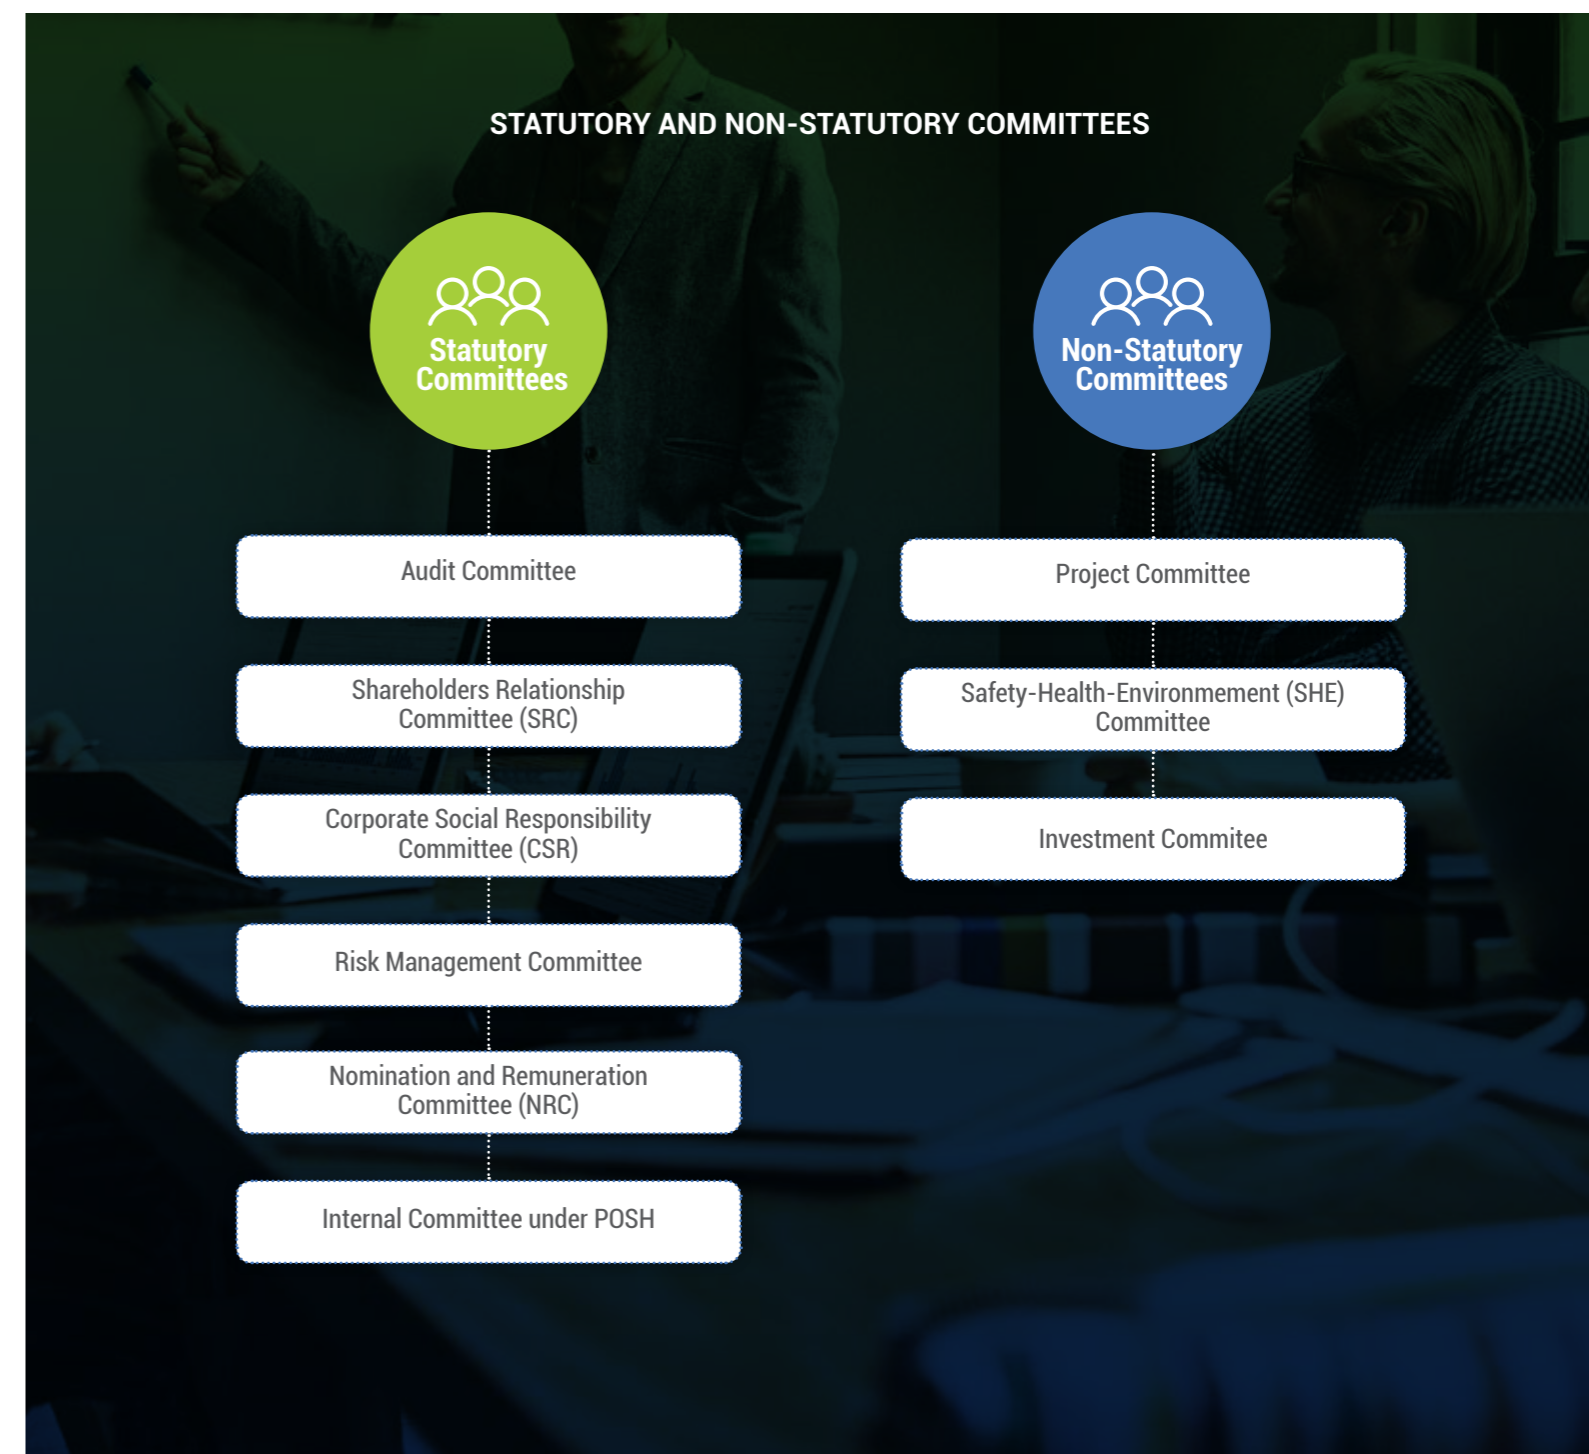 STATUTORY AND NON-STATUTORY COMMITTEES
Statutory
Committees
Audit Committee
Shareholders Relationship
Committee (SRC)
Corporate Social Responsibility
Committee (CSR)
Risk Management Committee
Nomination and Remuneration
Committee (NRC)
Internal Committee under POSH
Non-Statutory
Committees
Project Committee
Safety-Health-Environmement (SHE)
Committee
Investment Commitee